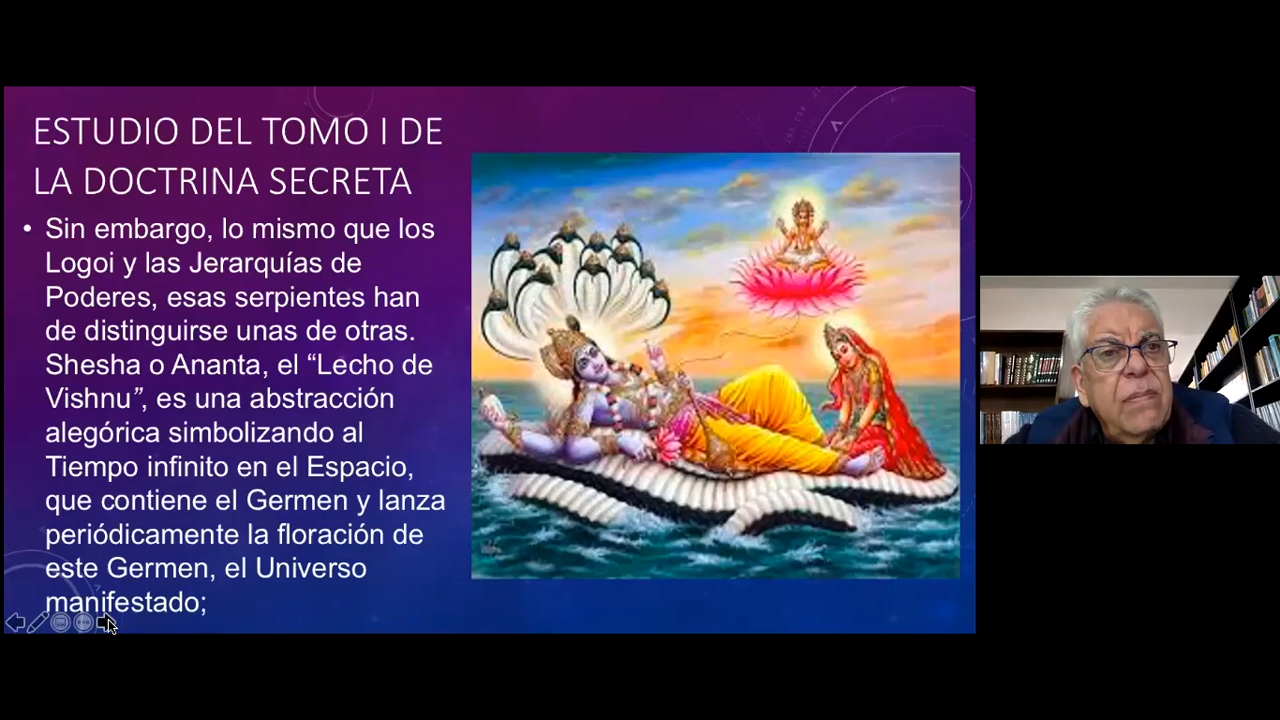 ESTUDIO DEL TOMO I DE
LA DOCTRINA SECRETA
• Sin embargo, lo mismo que los
Logoi y las Jerarquías de
Poderes, esas serpientes han
de distinguirse unas de otras.
Shesha o Ananta, el “Lecho de
Vishnu”, es una abstracción
alegórica simbolizando al
Tiempo infinito en el Espacio,
que contiene el Germen y lanza
periódicamente la floración de
este Germen, el Universo
manifestado;